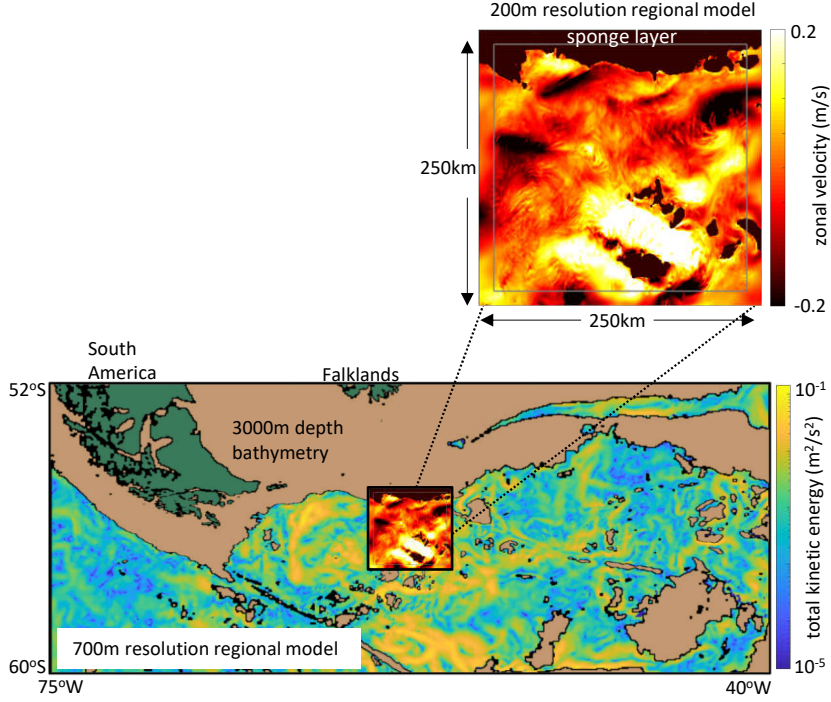 200m resolution regional model
sponge layer
0.2
250km
zonal velocity (m/s)
-0.2
250km
South
America
Falklands
52°S
10⁻¹
3000m depth
bathymetry
total kinetic energy (m²/s²)
700m resolution regional model
60°S
10⁻⁵
75°W
40°W